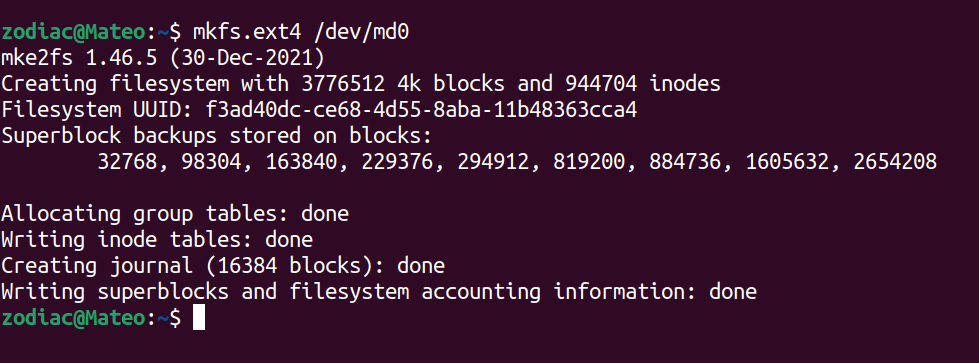 zodiac@Mateo:~$ mkfs.ext4 /dev/md0
mke2fs 1.46.5 (30-Dec-2021)
Creating filesystem with 3776512 4k blocks and 944704 inodes
Filesystem UUID: f3ad40dc-ce68-4d55-8aba-11b48363cca4
Superblock backups stored on blocks:
        32768, 98304, 163840, 229376, 294912, 819200, 884736, 1605632, 2654208

Allocating group tables: done
Writing inode tables: done
Creating journal (16384 blocks): done
Writing superblocks and filesystem accounting information: done
zodiac@Mateo:~$